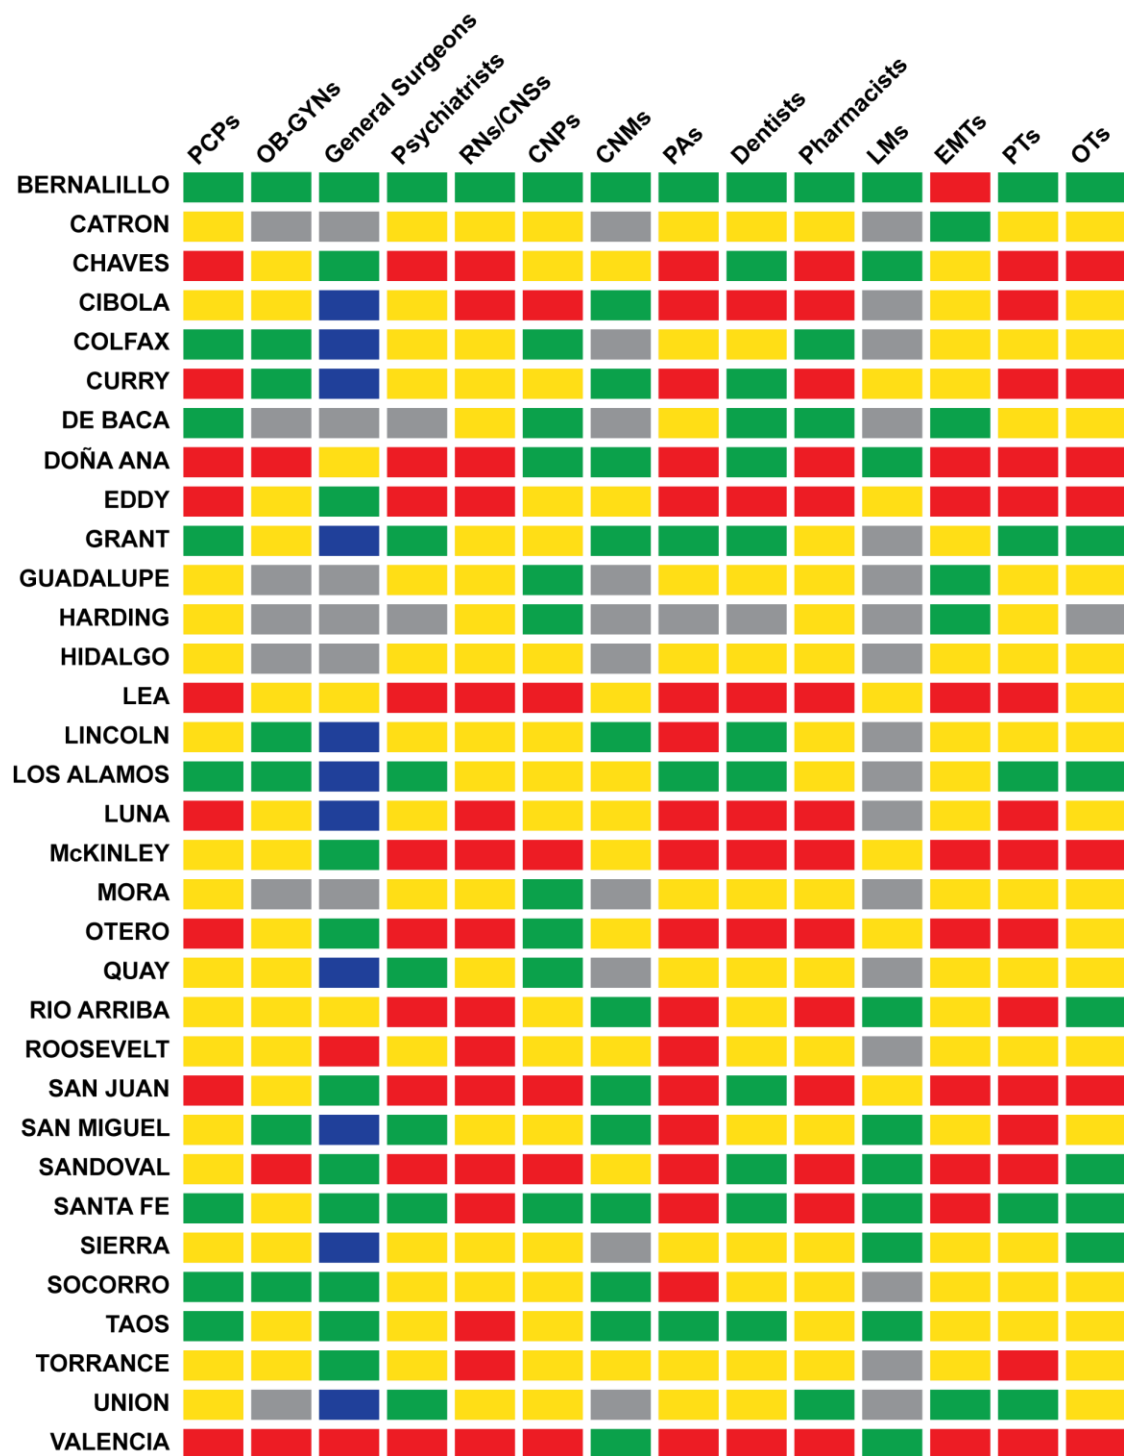 PCPs
OB-GYNs
General Surgeons
Psychiatrists
RNs/CNSs
CNPs
CNMs
PAs
Dentists
Pharmacists
LMs
EMTs
PTs
OTs
BERNALILLO
CATRON
CHAVES
CIBOLA
COLFAX
CURRY
DE BACA
DOÑA ANA
EDDY
GRANT
GUADALUPE
HARDING
HIDALGO
LEA
LINCOLN
LOS ALAMOS
LUNA
McKINLEY
MORA
OTERO
QUAY
RIO ARRIBA
ROOSEVELT
SAN JUAN
SAN MIGUEL
SANDOVAL
SANTA FE
SIERRA
SOCORRO
TAOS
TORRANCE
UNION
VALENCIA